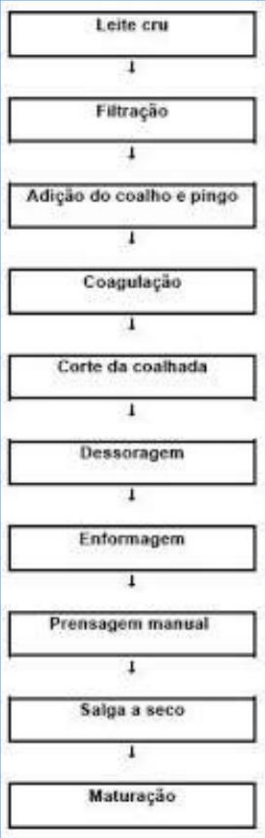 Leite cru
Filtração
Adição do coalho e pingo
Coagulação
Corte da coalhada
Dessoragem
Enformagem
Prensagem manual
Salga a seco
Maturação